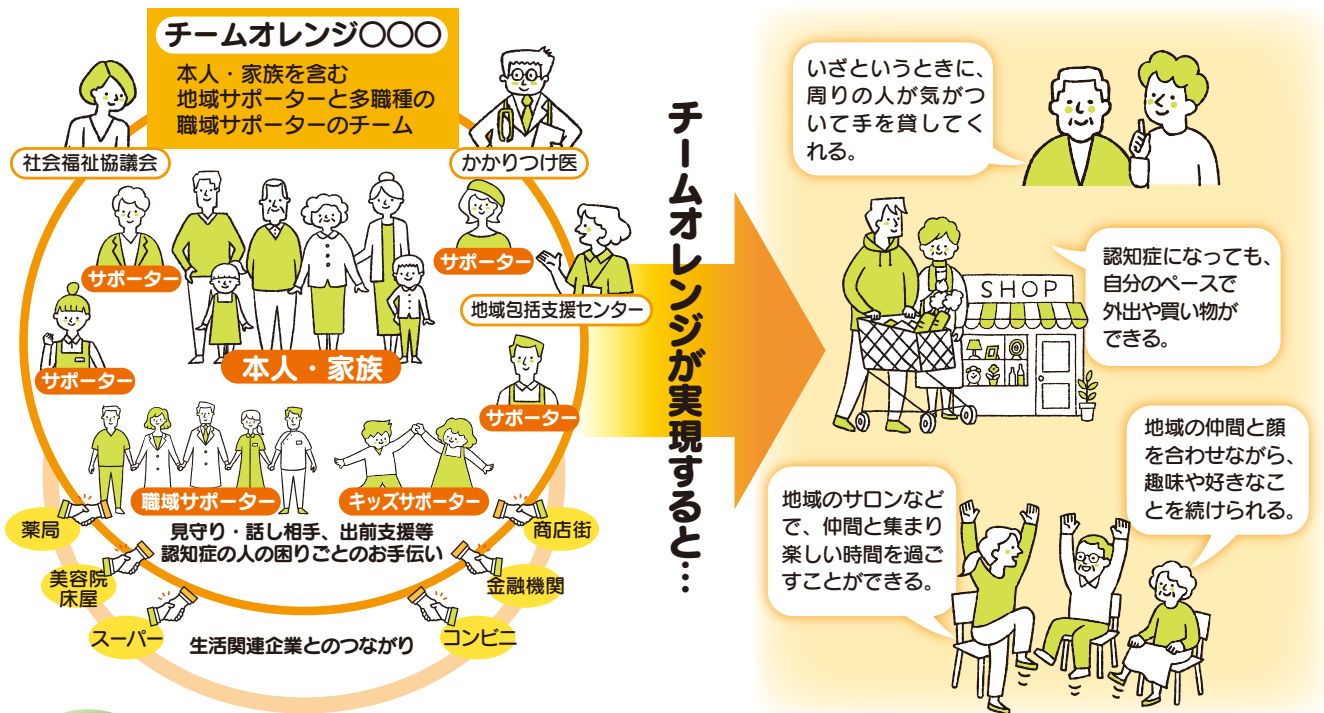 チームオレンジ〇〇〇
本人・家族を含む
地域サポーターと多職種の
職域サポーターのチーム
社会福祉協議会
かかりつけ医
サポーター
サポーター
地域包括支援センター
サポーター
本人・家族
サポーター
職域サポーター
キッズサポーター
見守り・話し相手、出前支援等
認知症の人の困りごとのお手伝い
薬局
商店街
美容院
床屋
金融機関
スーパー
コンビニ
生活関連企業とのつながり
チームオレンジが実現すると…
いざというときに、
周りの人が気がつ
いて手を貸してく
れる。
認知症になっても、
自分のペースで
外出や買い物が
できる。
SHOP
地域の仲間と顔
を合わせながら、
趣味や好きなこ
とを続けられる。
地域のサロンなど
で、仲間と集まり
楽しい時間を過ご
すことができる。